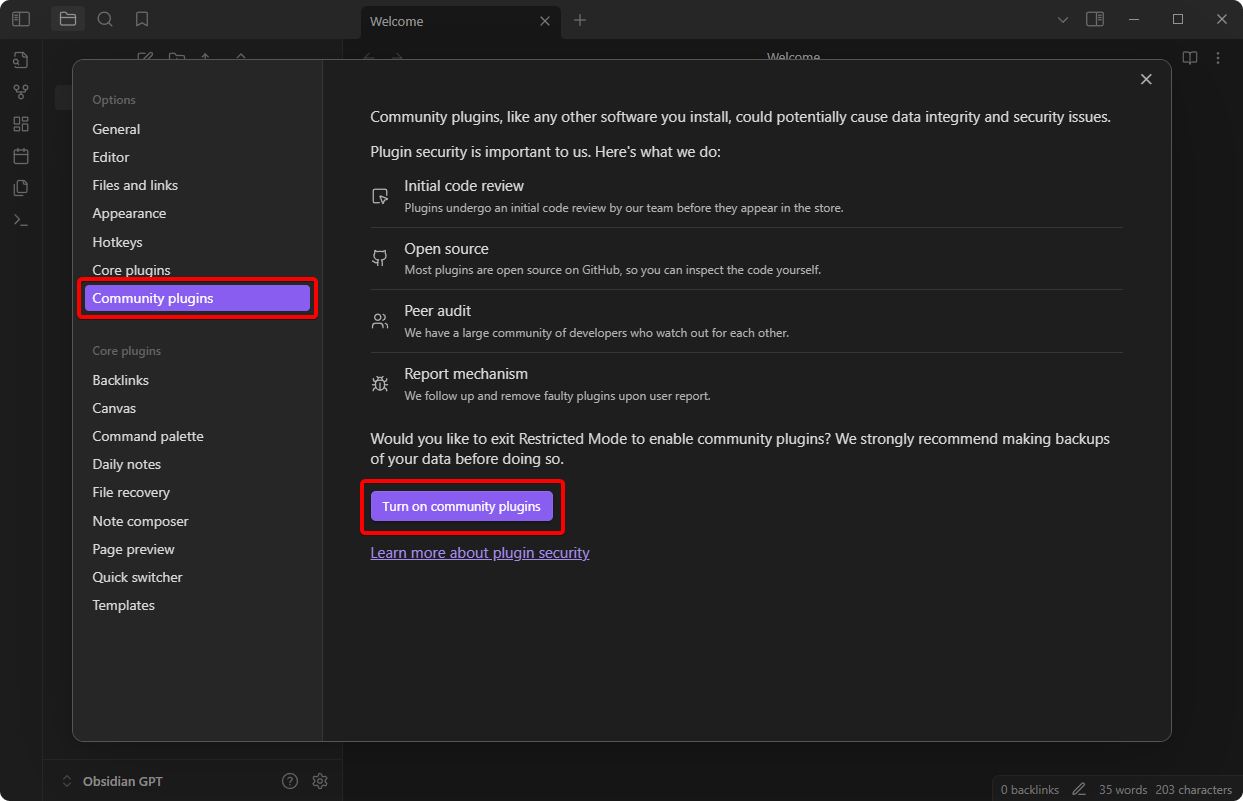 Welcome
Welcome
Options
General
Editor
Files and links
Appearance
Hotkeys
Core plugins
Community plugins
Core plugins
Backlinks
Canvas
Command palette
Daily notes
File recovery
Note composer
Page preview
Quick switcher
Templates
Community plugins, like any other software you install, could potentially cause data integrity and security issues.
Plugin security is important to us. Here's what we do:
Initial code review
Plugins undergo an initial code review by our team before they appear in the store.
Open source
Most plugins are open source on GitHub, so you can inspect the code yourself.
Peer audit
We have a large community of developers who watch out for each other.
Report mechanism
We follow up and remove faulty plugins upon user report.
Would you like to exit Restricted Mode to enable community plugins? We strongly recommend making backups
of your data before doing so.
Turn on community plugins
Learn more about plugin security
Obsidian GPT
0 backlinks 35 words 203 characters